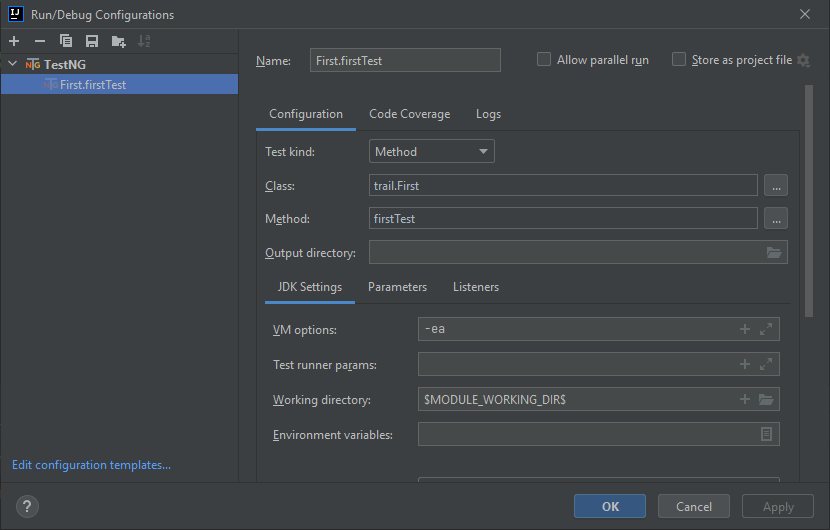 IJ Run/Debug Configurations
TestNG
First.firstTest
Name: First.firstTest
Allow parallel run
Store as project file
Configuration Code Coverage Logs
Test kind: Method
Class: trail.First ...
Method: firstTest ...
Output directory:
JDK Settings Parameters Listeners
VM options: -ea
Test runner params:
Working directory: $MODULE_WORKING_DIR$
Environment variables:
Edit configuration templates...
? OK Cancel Apply